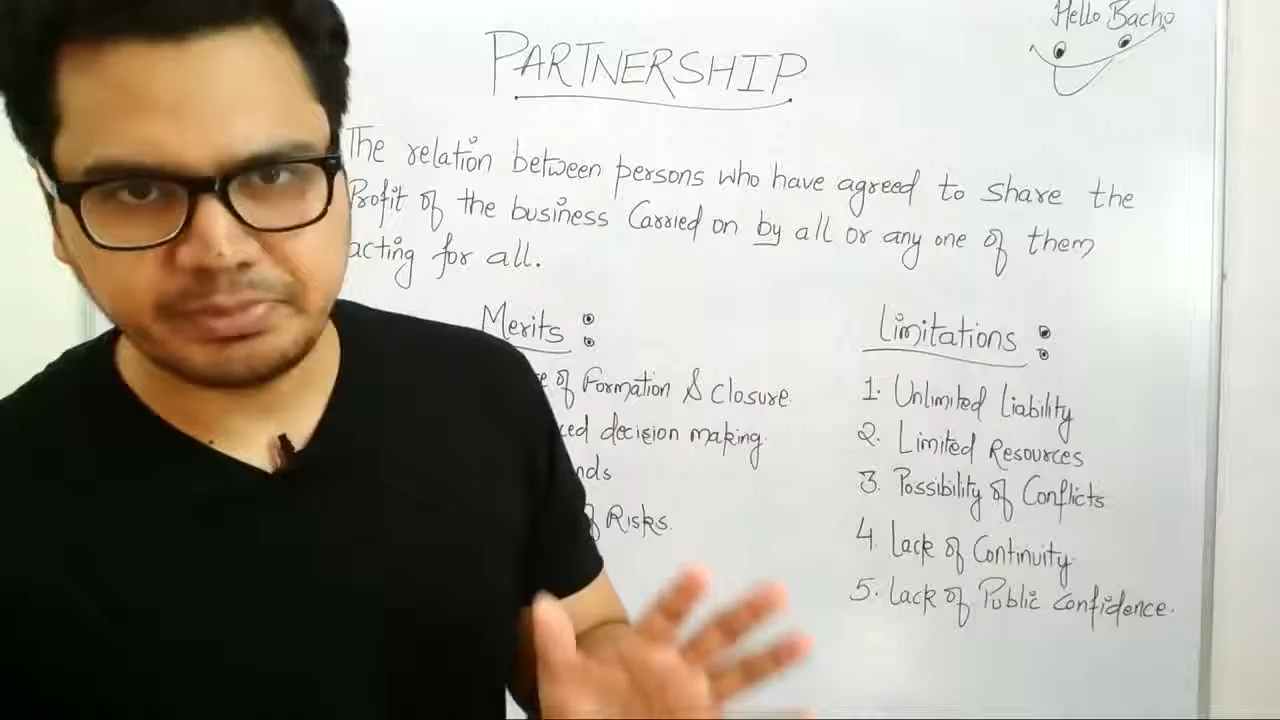 Hello Bacho
PARTNERSHIP
The relation between persons who have agreed to share the
Profit of the business Carried on by all or any one of them
acting for all.
Merits :
of Formation & Closure
decision making
of Risks.
Limitations :
1. Unlimited Liability
2. Limited Resources
3. Possibility of Conflicts
4. Lack of Continuity
5. Lack of Public Confidence.